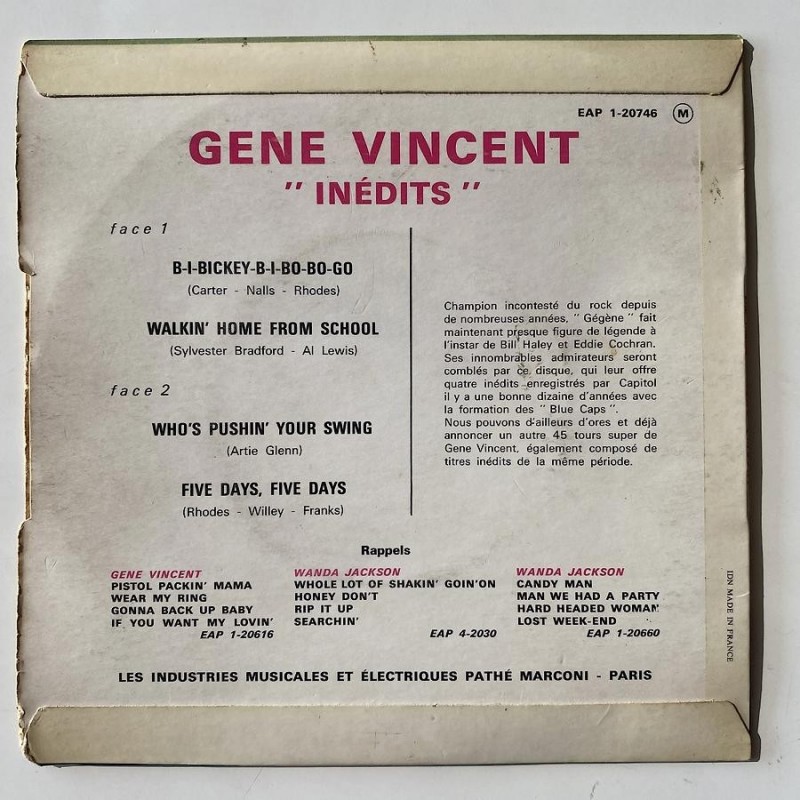 EAP 1-20746 M
GENE VINCENT
" INÉDITS "
face 1
B-I-BICKEY-B-I-BO-BO-GO
(Carter - Nalls - Rhodes)
WALKIN' HOME FROM SCHOOL
(Sylvester Bradford - Al Lewis)
face 2
WHO'S PUSHIN' YOUR SWING
(Artie Glenn)
FIVE DAYS, FIVE DAYS
(Rhodes - Willey - Franks)
Champion incontesté du rock depuis
de nombreuses années, " Gégène " fait
maintenant presque figure de légende à
l'instar de Bill Haley et Eddie Cochran.
Ses innombrables admirateurs seront
comblés par ce disque, qui leur offre
quatre inédits enregistrés par Capitol
il y a une bonne dizaine d'années avec
la formation des " Blue Caps ".
Nous pouvons d'ailleurs d'ores et déjà
annoncer un autre 45 tours super de
Gene Vincent, également composé de
titres inédits de la même période.
Rappels
GENE VINCENT
PISTOL PACKIN' MAMA
WEAR MY RING
GONNA BACK UP BABY
IF YOU WANT MY LOVIN'
EAP 1-20616
WANDA JACKSON
WHOLE LOT OF SHAKIN' GOIN'ON
HONEY DON'T
RIP IT UP
SEARCHIN'
EAP 4-2030
WANDA JACKSON
CANDY MAN
MAN WE HAD A PARTY
HARD HEADED WOMAN
LOST WEEK-END
EAP 1-20660
LES INDUSTRIES MUSICALES ET ÉLECTRIQUES PATHÉ MARCONI - PARIS
IDN MADE IN FRANCE